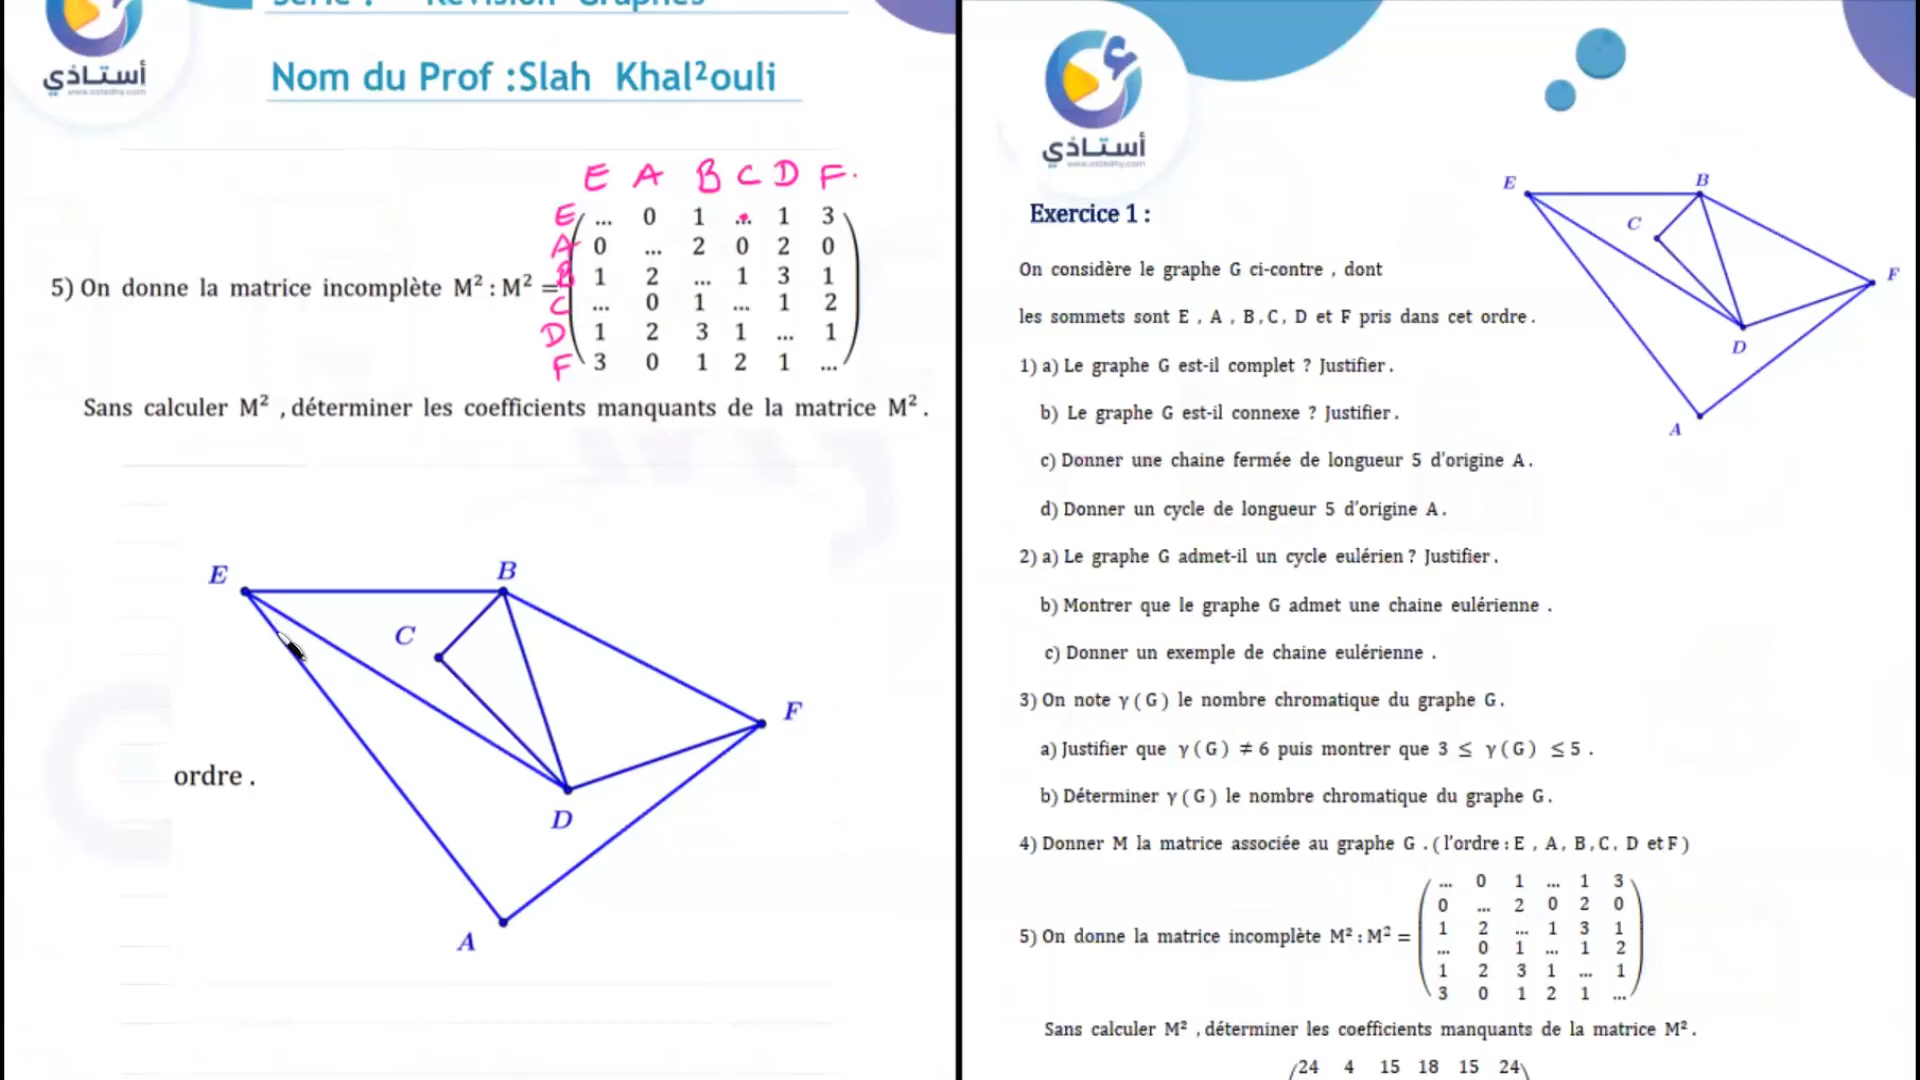 Série : Révision Graphes
أستاذي
www.ostedhy.com
Nom du Prof :Slah Khal²ouli
E A B C D F.
E ... 0 1 ... 1 3
A 0 ... 2 0 2 0
B 1 2 ... 1 3 1
5) On donne la matrice incomplète M² : M² =
C ... 0 1 ... 1 2
D 1 2 3 1 ... 1
F 3 0 1 2 1 ...
Sans calculer M² , déterminer les coefficients manquants de la matrice M² .
E
B
C
F
D
A
ordre .
أستاذي
www.ostedhy.com
Exercice 1 :
E
B
C
F
D
A
On considère le graphe G ci-contre , dont
les sommets sont E , A , B , C , D et F pris dans cet ordre .
1) a) Le graphe G est-il complet ? Justifier .
b) Le graphe G est-il connexe ? Justifier .
c) Donner une chaine fermée de longueur 5 d'origine A .
d) Donner un cycle de longueur 5 d'origine A .
2) a) Le graphe G admet-il un cycle eulérien ? Justifier .
b) Montrer que le graphe G admet une chaine eulérienne .
c) Donner un exemple de chaine eulérienne .
3) On note γ ( G ) le nombre chromatique du graphe G .
a) Justifier que γ ( G ) ≠ 6 puis montrer que 3 ≤ γ ( G ) ≤ 5 .
b) Déterminer γ ( G ) le nombre chromatique du graphe G .
4) Donner M la matrice associée au graphe G . ( l'ordre : E , A , B , C , D et F )
... 0 1 ... 1 3
0 ... 2 0 2 0
1 2 ... 1 3 1
5) On donne la matrice incomplète M² : M² =
... 0 1 ... 1 2
1 2 3 1 ... 1
3 0 1 2 1 ...
Sans calculer M² , déterminer les coefficients manquants de la matrice M² .
24 4 15 18 15 24